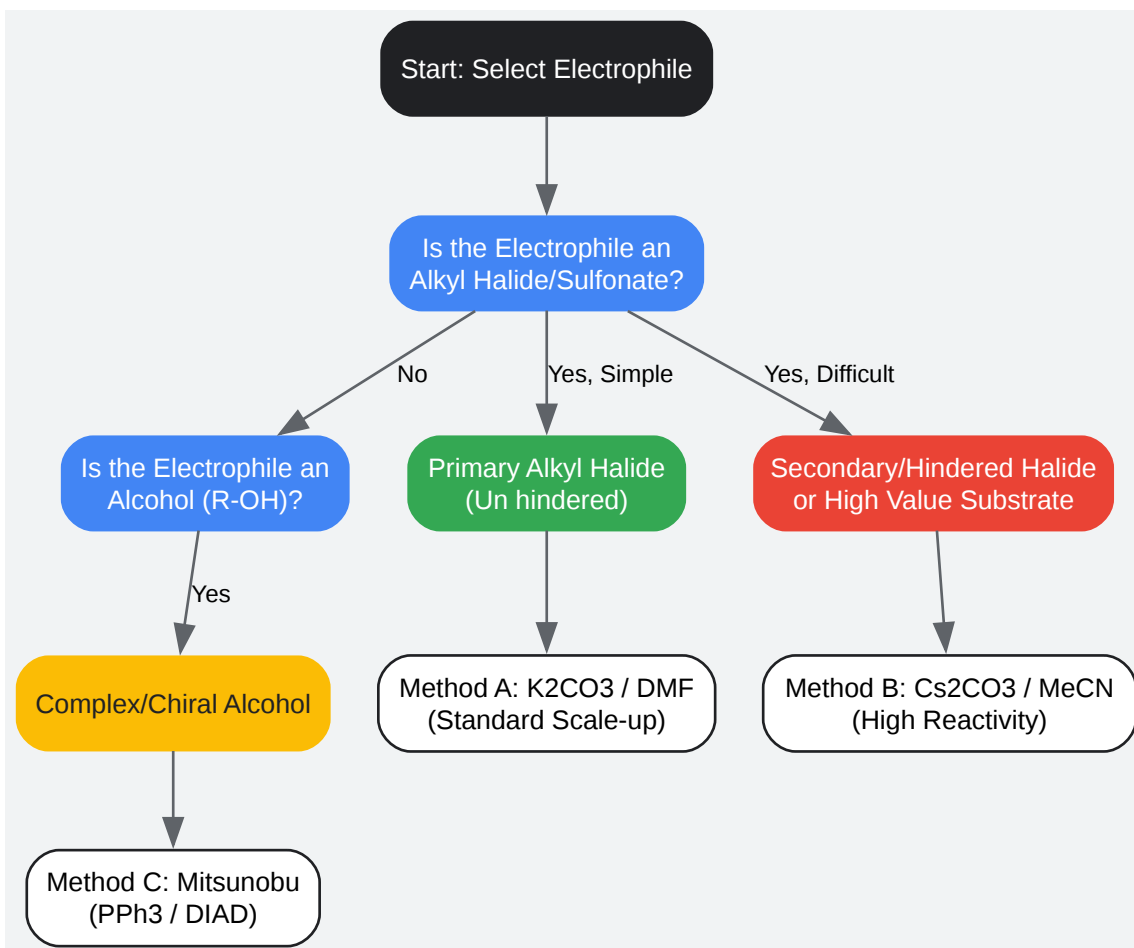 Start: Select Electrophile
Is the Electrophile an
Alkyl Halide/Sulfonate?
No
Yes, Simple
Yes, Difficult
Is the Electrophile an
Alcohol (R-OH)?
Primary Alkyl Halide
(Un hindered)
Secondary/Hindered Halide
or High Value Substrate
Yes
Complex/Chiral Alcohol
Method A: K2CO3 / DMF
(Standard Scale-up)
Method B: Cs2CO3 / MeCN
(High Reactivity)
Method C: Mitsunobu
(PPh3 / DIAD)